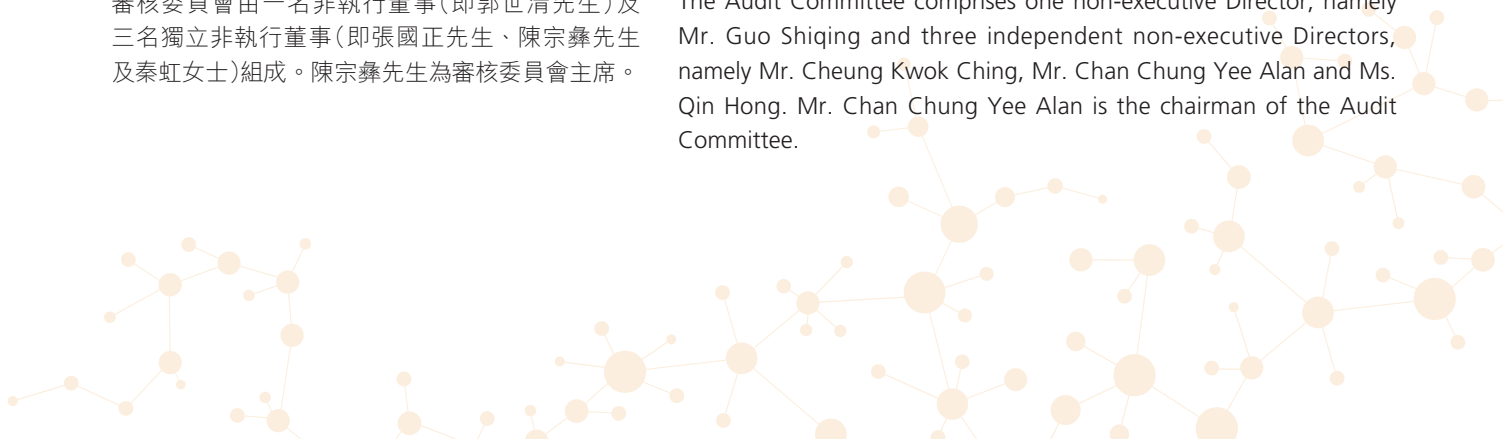 審核委員會由一名非執行董事（即郭世清先生）及
三名獨立非執行董事（即張國正先生、陳宗彝先生
及秦虹女士）組成。陳宗彝先生為審核委員會主席。
The Audit Committee comprises one non-executive Director, namely
Mr. Guo Shiqing and three independent non-executive Directors,
namely Mr. Cheung Kwok Ching, Mr. Chan Chung Yee Alan and Ms.
Qin Hong. Mr. Chan Chung Yee Alan is the chairman of the Audit
Committee.